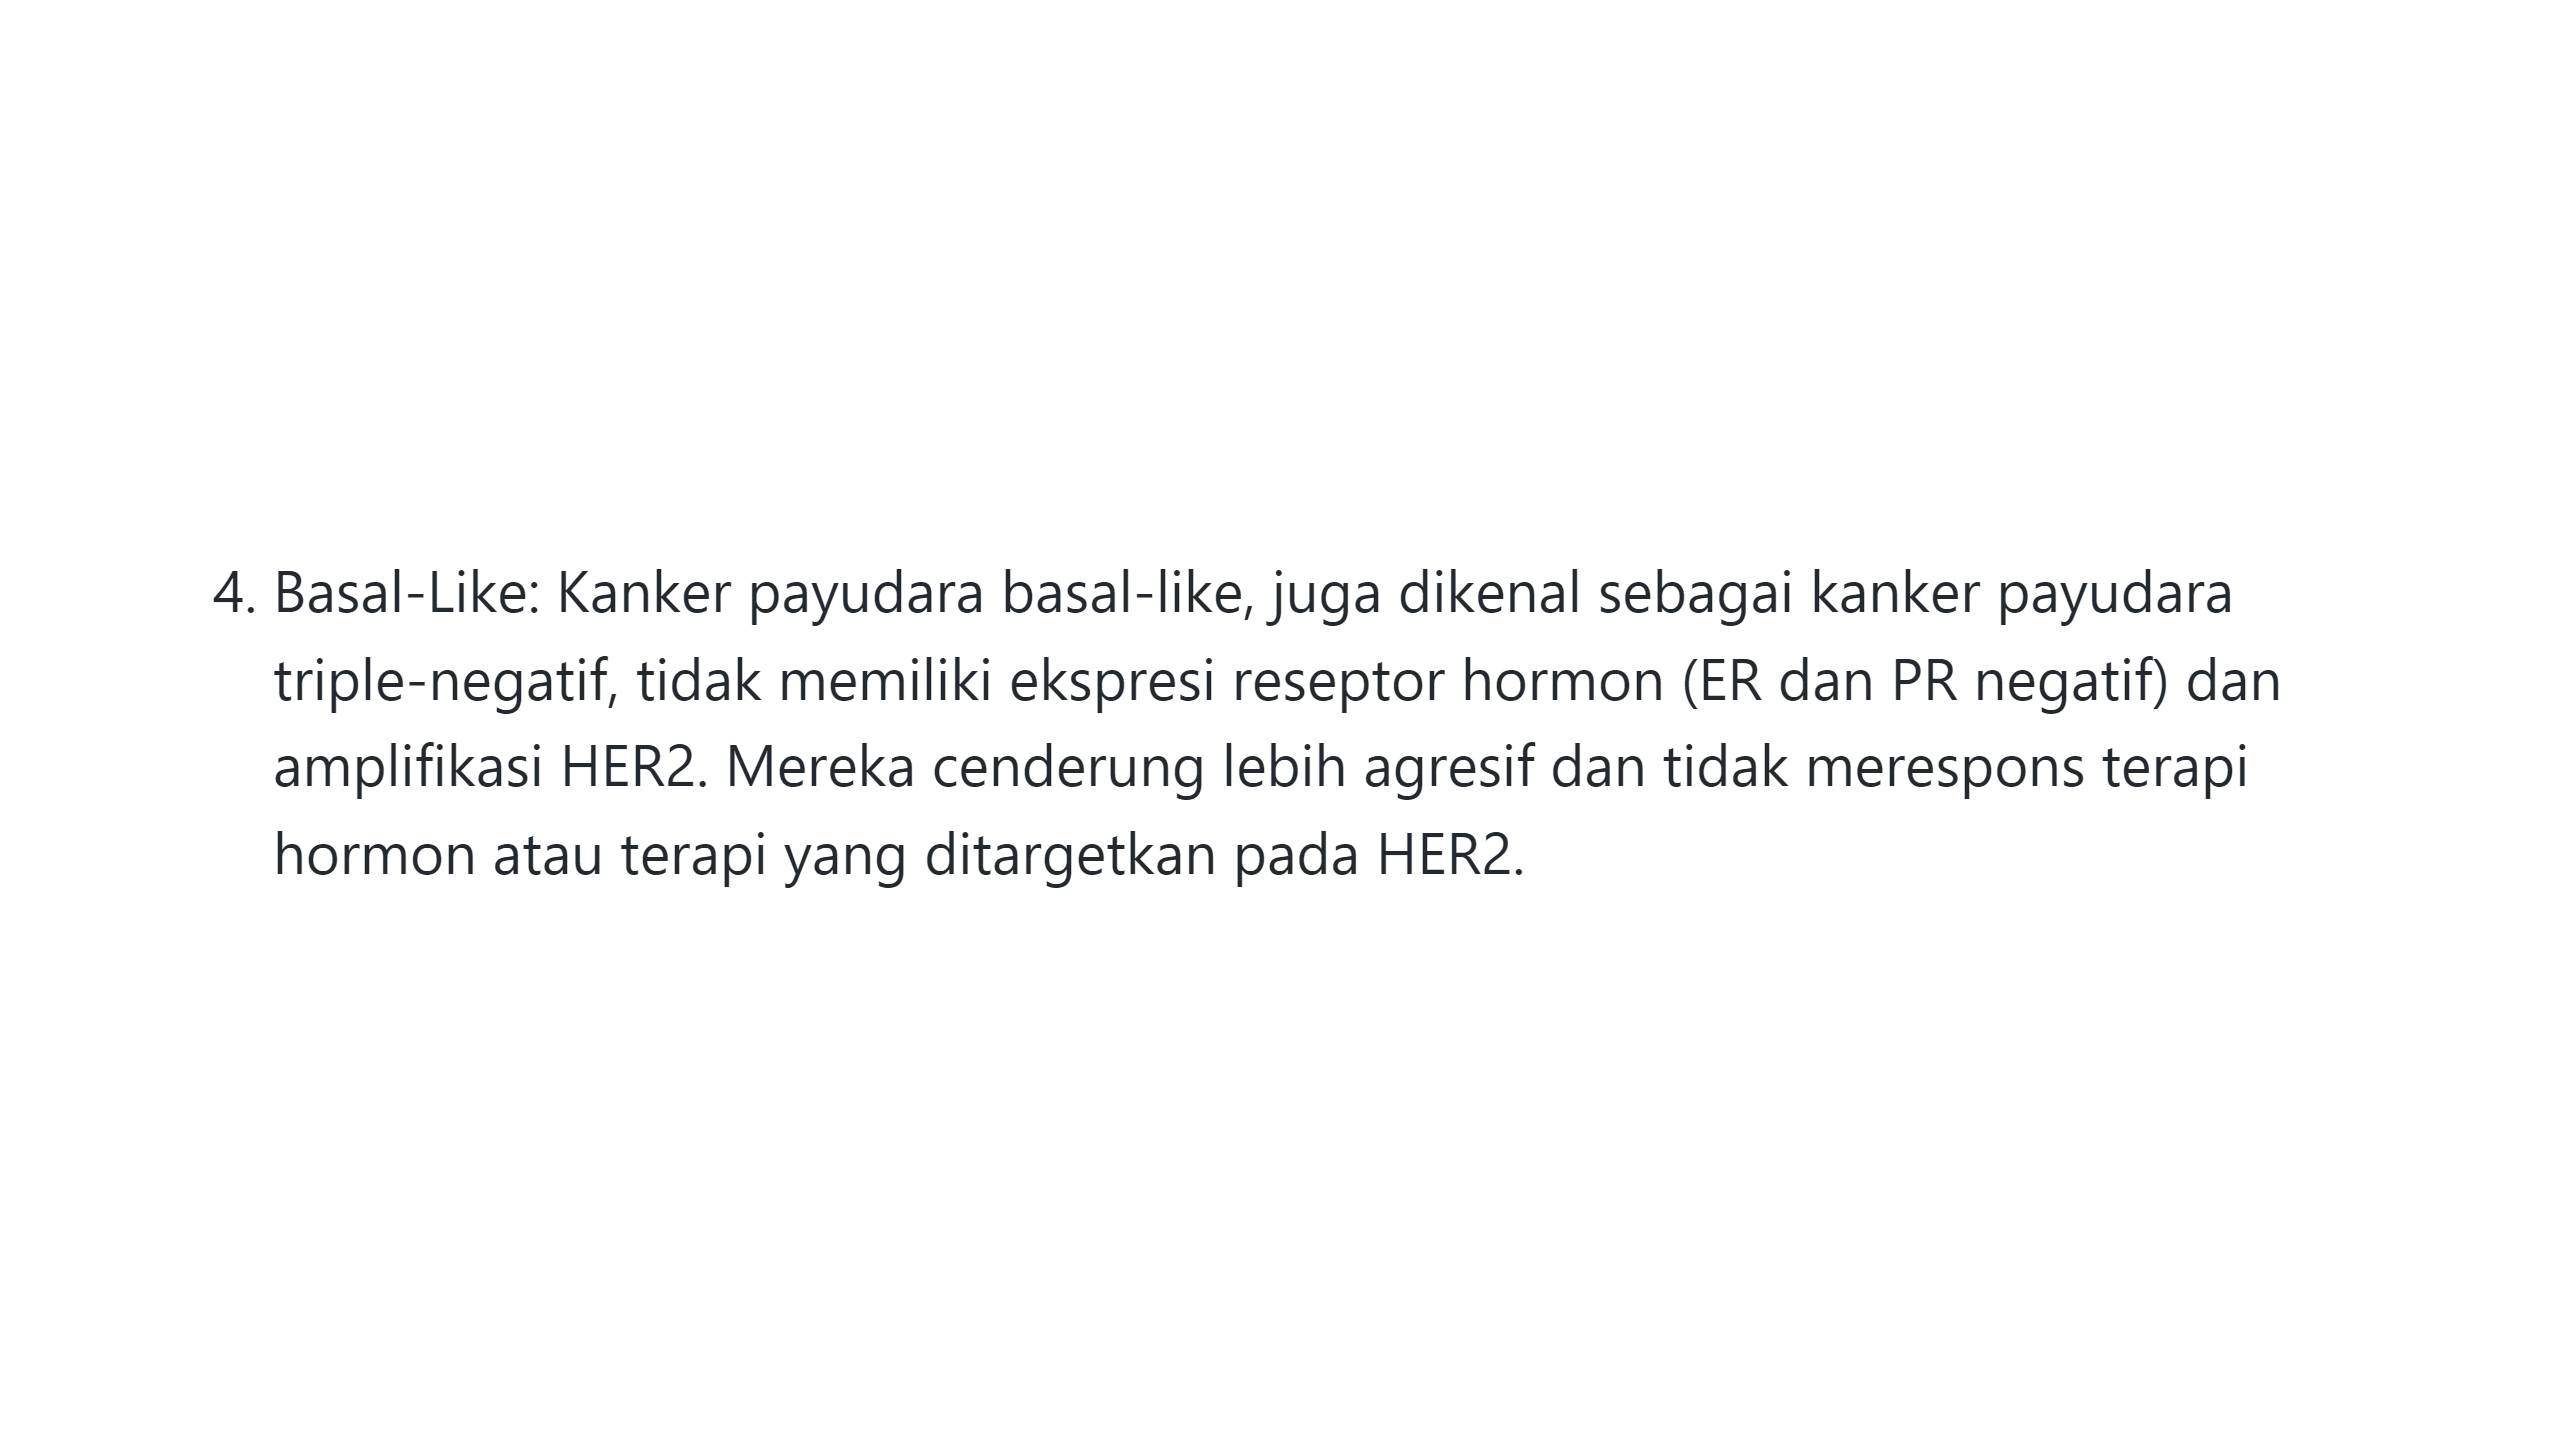 4. Basal-Like: Kanker payudara basal-like, juga dikenal sebagai kanker payudara
triple-negatif, tidak memiliki ekspresi reseptor hormon (ER dan PR negatif) dan
amplifikasi HER2. Mereka cenderung lebih agresif dan tidak merespons terapi
hormon atau terapi yang ditargetkan pada HER2.